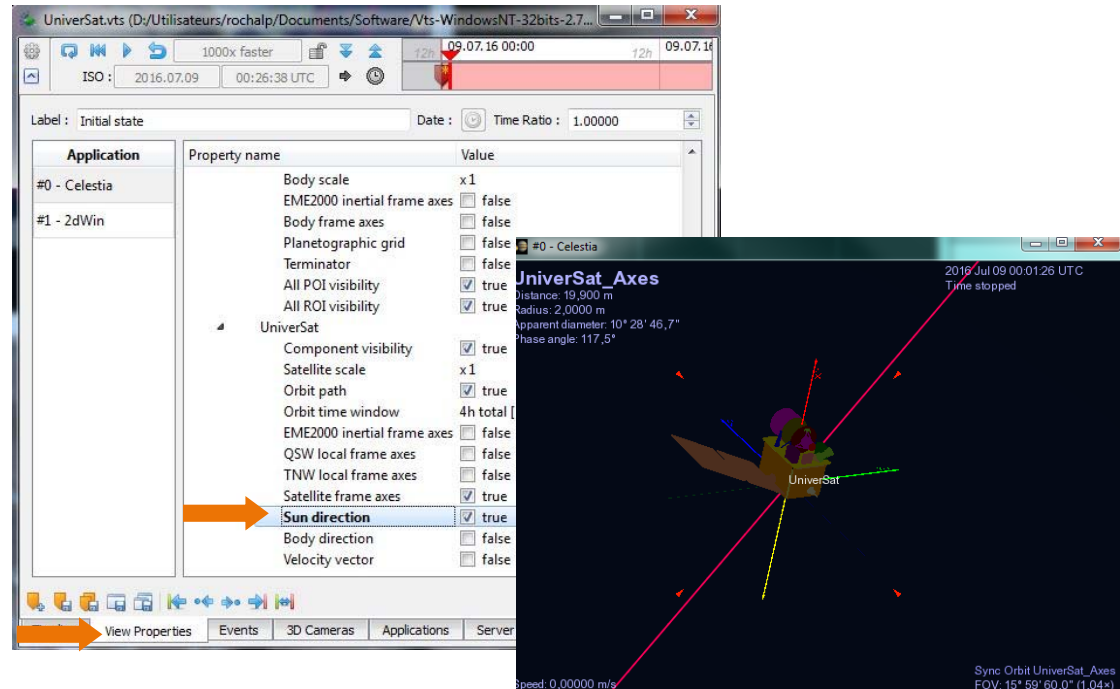 UniverSat.vts (D:/Utilisateurs/rochalp/Documents/Software/Vts-WindowsNT-32bits-2.7...
1000x faster
12h 09.07.16 00:00 12h 09.07.16
ISO : 2016.07.09 00:26:38 UTC
Label : Initial state Date : Time Ratio : 1.00000
Application
#0 - Celestia
#1 - 2dWin
Property name Value
Body scale x1
EME2000 inertial frame axes false
Body frame axes false
Planetographic grid false
Terminator false
All POI visibility true
All ROI visibility true
UniverSat
Component visibility true
Satellite scale x1
Orbit path true
Orbit time window 4h total [
EME2000 inertial frame axes false
QSW local frame axes false
TNW local frame axes false
Satellite frame axes true
Sun direction true
Body direction false
Velocity vector false
View Properties Events 3D Cameras Applications Server
#0 - Celestia
UniverSat_Axes
Distance: 19,900 m
Radius: 2,0000 m
Apparent diameter: 10° 28' 46,7"
Phase angle: 117,5°
2016 Jul 09 00:01:26 UTC
Time stopped
UniverSat
Speed: 0,00000 m/s
Sync Orbit UniverSat_Axes
FOV: 15° 59' 60,0" (1,04×)